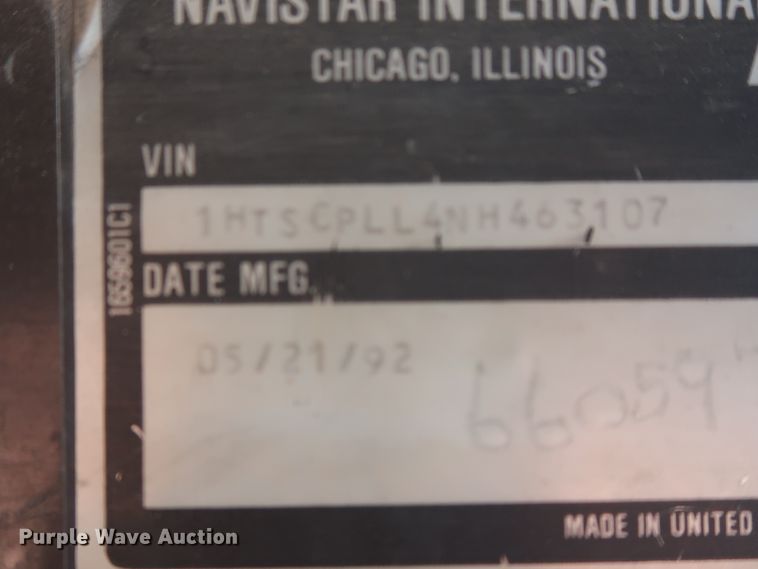 NAVISTAR INTERNATIONAL
CHICAGO, ILLINOIS
VIN
1HTSCPLL4NH463107
DATE MFG.
05/21/92
66059
1659601C1
MADE IN UNITED
Purple Wave Auction